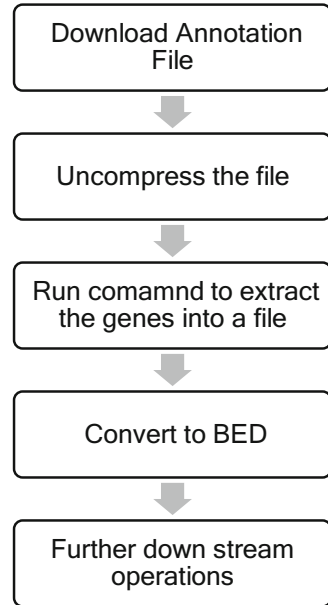 Download Annotation
File
Uncompress the file
Run comamnd to extract
the genes into a file
Convert to BED
Further down stream
operations